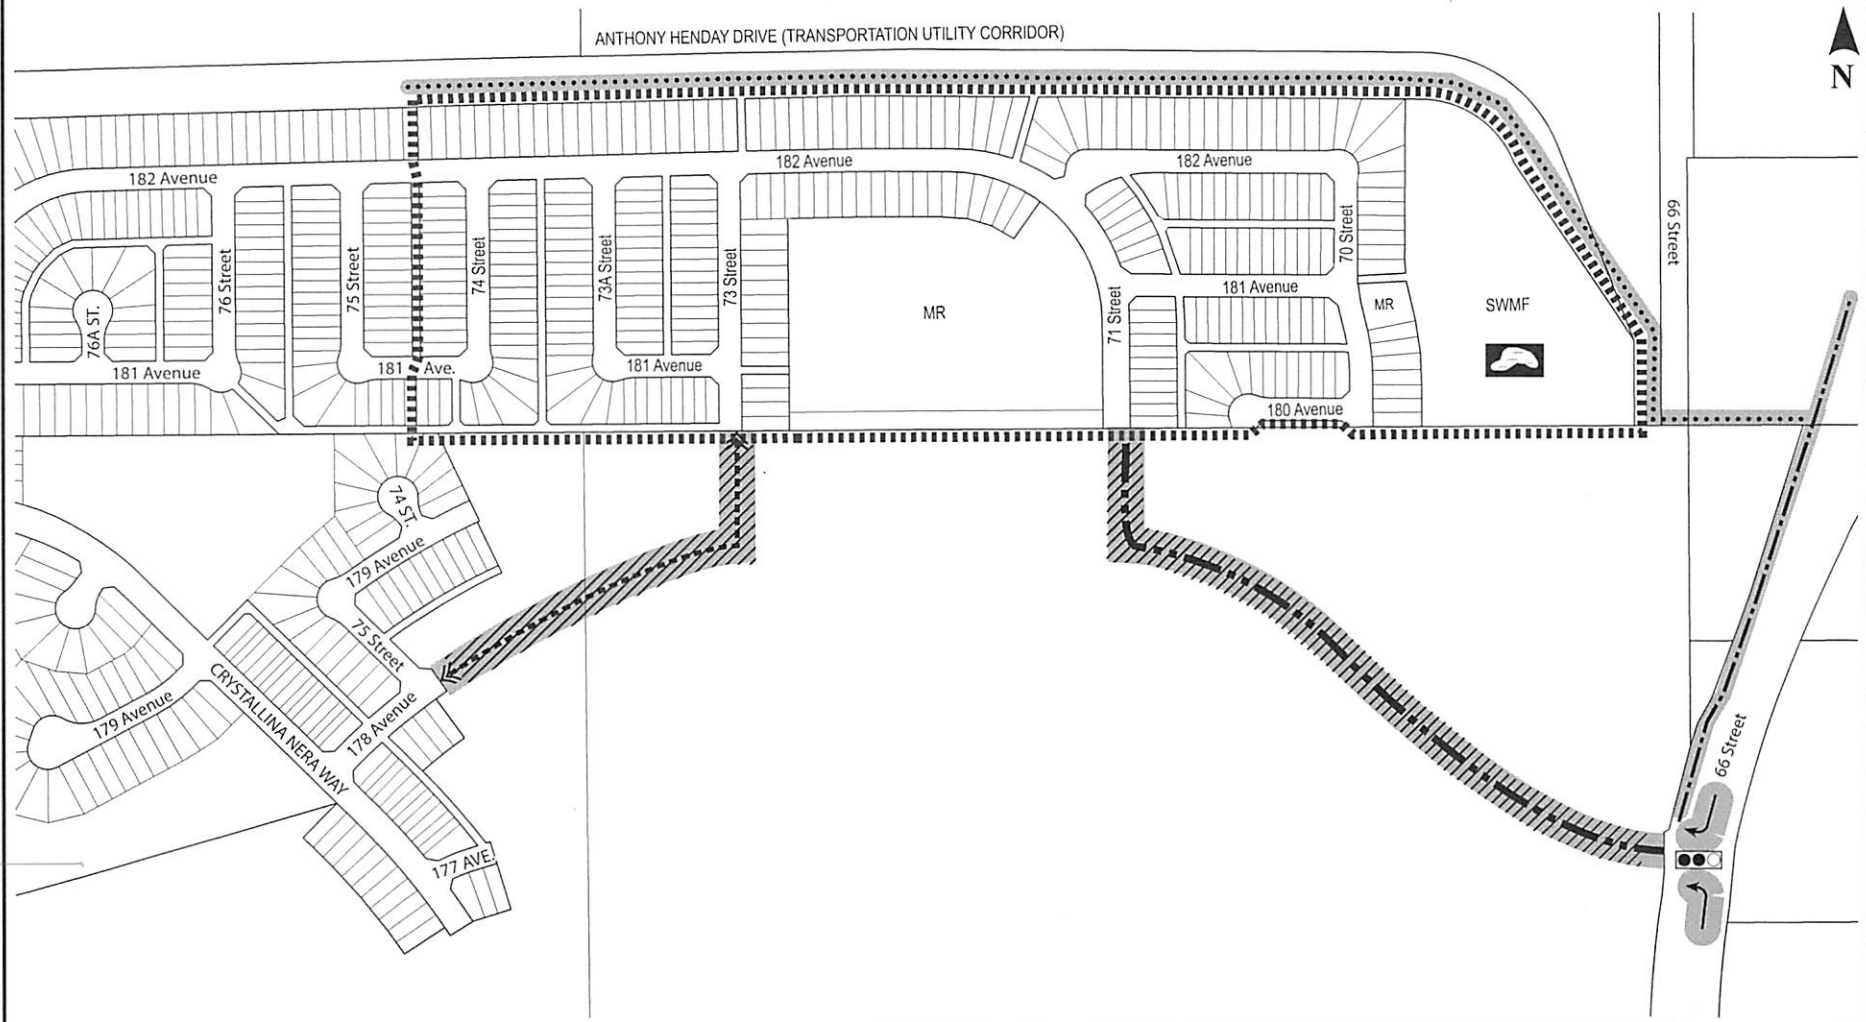 ANTHONY HENDAY DRIVE (TRANSPORTATION UTILITY CORRIDOR)
N
182 Avenue
182 Avenue
182 Avenue
66 Street
76 Street
75 Street
74 Street
73A Street
73 Street
70 Street
71 Street
76A ST.
181 Avenue
MR
MR
SWMF
181 Avenue
181 Ave.
181 Avenue
180 Avenue
74 ST.
179 Avenue
75 Street
179 Avenue
CRYSTALLINA NERA WAY
178 Avenue
66 Street
177 AVE.